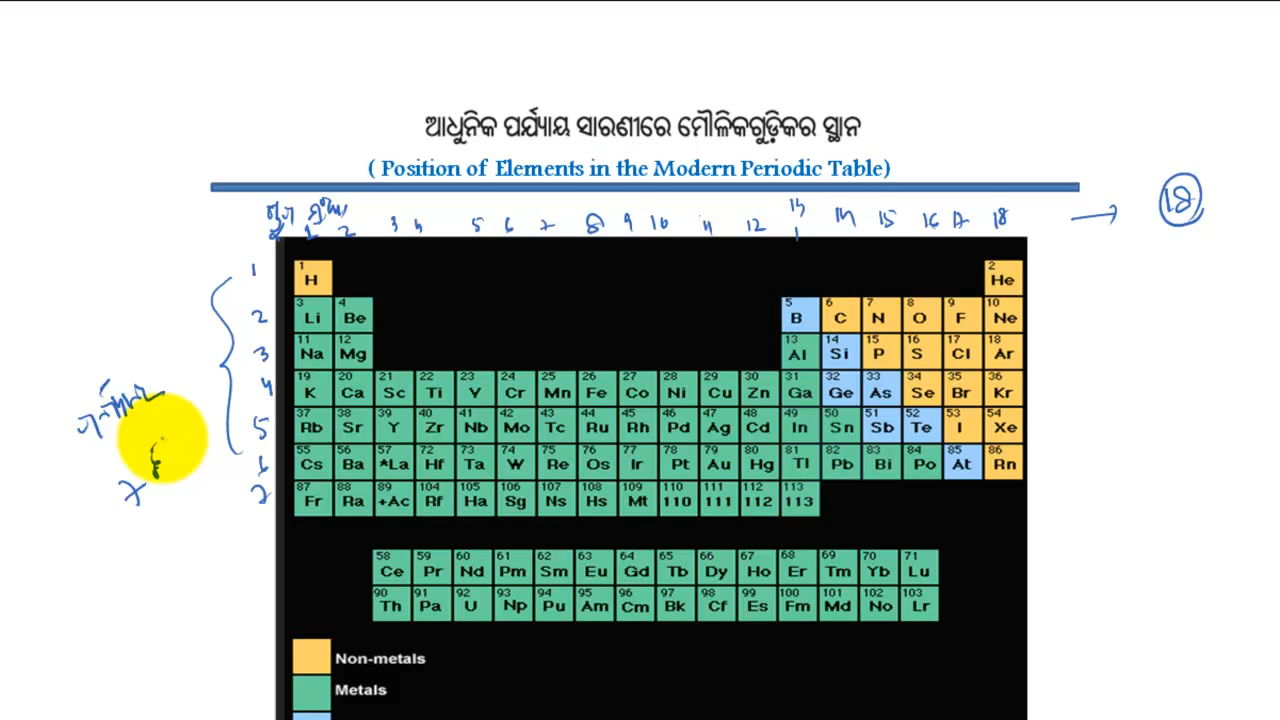 ଆଧୁନିକ ପର୍ଯ୍ୟାୟ ସାରଣୀରେ ମୌଳିକଗୁଡ଼ିକର ସ୍ଥାନ
( Position of Elements in the Modern Periodic Table)
1 2 3 4 5 6 7 8 9 10 11 12 13 14 15 16 17 18
1 1 H 2 He
2 3 Li 4 Be 5 B 6 C 7 N 8 O 9 F 10 Ne
3 11 Na 12 Mg 13 Al 14 Si 15 P 16 S 17 Cl 18 Ar
4 19 K 20 Ca 21 Sc 22 Ti 23 V 24 Cr 25 Mn 26 Fe 27 Co 28 Ni 29 Cu 30 Zn 31 Ga 32 Ge 33 As 34 Se 35 Br 36 Kr
5 37 Rb 38 Sr 39 Y 40 Zr 41 Nb 42 Mo 43 Tc 44 Ru 45 Rh 46 Pd 47 Ag 48 Cd 49 In 50 Sn 51 Sb 52 Te 53 I 54 Xe
6 55 Cs 56 Ba 57 *La 72 Hf 73 Ta 74 W 75 Re 76 Os 77 Ir 78 Pt 79 Au 80 Hg 81 Tl 82 Pb 83 Bi 84 Po 85 At 86 Rn
7 87 Fr 88 Ra 89 +Ac 104 Rf 105 Ha 106 Sg 107 Ns 108 Hs 109 Mt 110 110 111 111 112 112 113 113
58 Ce 59 Pr 60 Nd 61 Pm 62 Sm 63 Eu 64 Gd 65 Tb 66 Dy 67 Ho 68 Er 69 Tm 70 Yb 71 Lu
90 Th 91 Pa 92 U 93 Np 94 Pu 95 Am 96 Cm 97 Bk 98 Cf 99 Es 100 Fm 101 Md 102 No 103 Lr
Non-metals
Metals